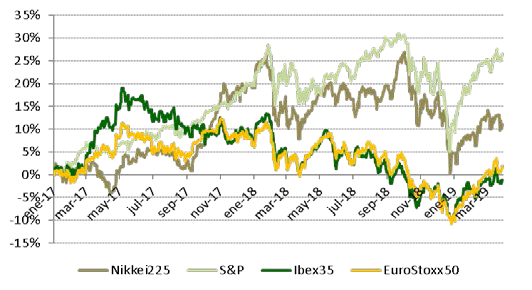 35%
30%
25%
20%
15%
10%
5%
0%
-5%
-10%
-15%
ene-17
mar-17
may-17
jul-17
sep-17
nov-17
ene-18
mar-18
may-18
jul-18
sep-18
nov-18
ene-19
mar-19
Nikkei225 S&P Ibex35 EuroStoxx50